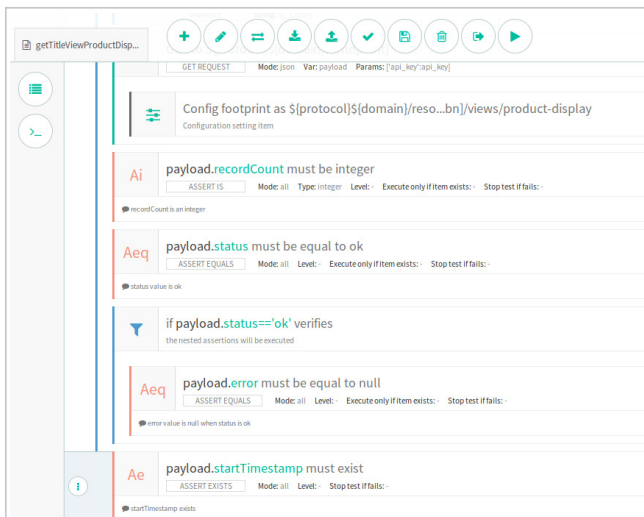 getTitleViewProductDisp...
GET REQUEST Mode: json Var: payload Params: ['api_key':api_key]
Config footprint as ${protocol}${domain}/reso...bn]/views/product-display
Configuration setting item
Ai
payload.recordCount must be integer
ASSERT IS Mode: all Type: integer Level: - Execute only if item exists: - Stop test if fails: -
recordCount is an integer
Aeq
payload.status must be equal to ok
ASSERT EQUALS Mode: all Level: - Execute only if item exists: - Stop test if fails: -
status value is ok
if payload.status=='ok' verifies
the nested assertions will be executed
Aeq
payload.error must be equal to null
ASSERT EQUALS Mode: all Level: - Execute only if item exists: - Stop test if fails: -
error value is null when status is ok
Ae
payload.startTimestamp must exist
ASSERT EXISTS Mode: all Level: - Stop test if fails: -
startTimestamp exists